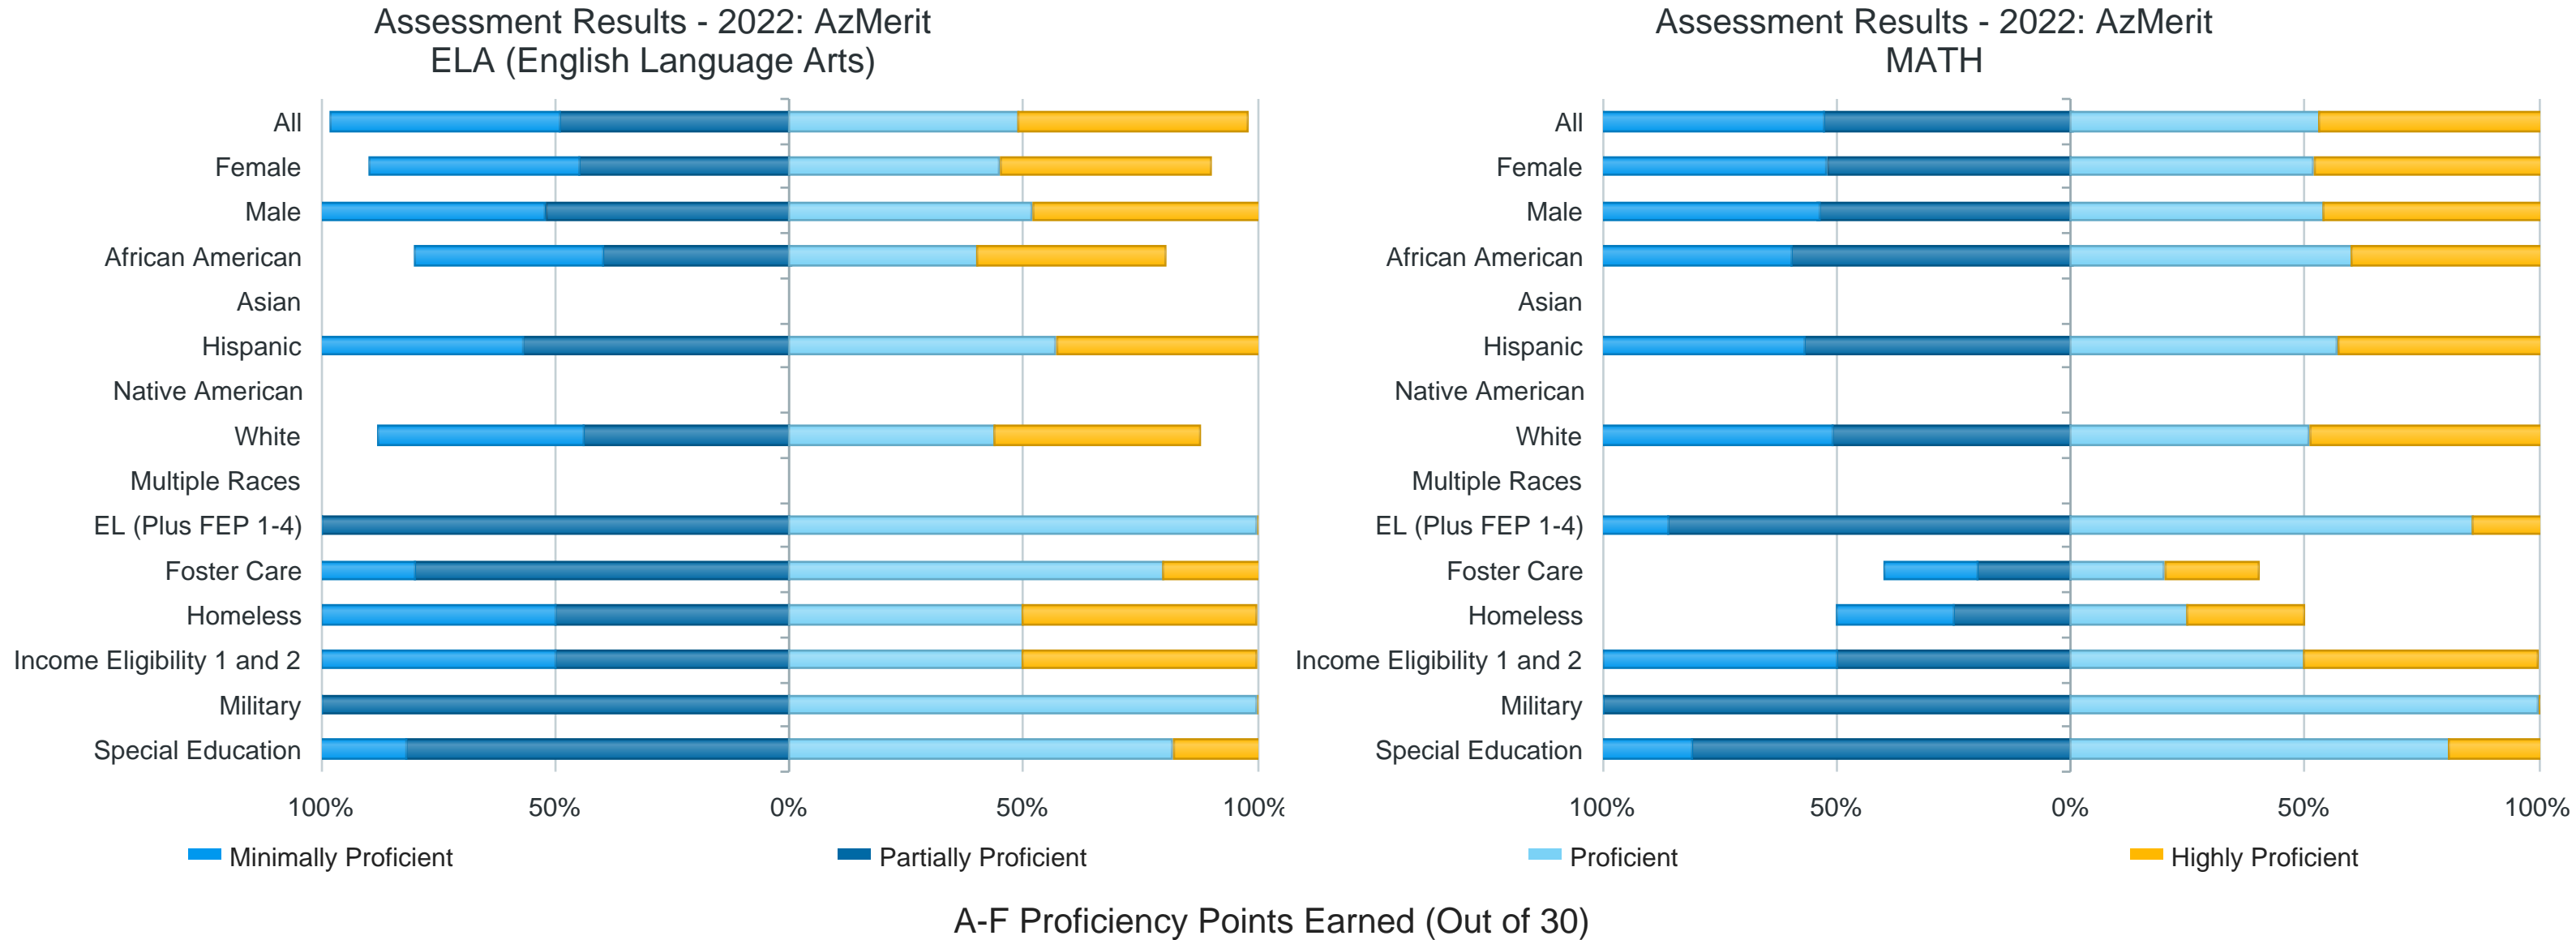 Assessment Results - 2022: AzMerit
ELA (English Language Arts)
All
Female
Male
African American
Asian
Hispanic
Native American
White
Multiple Races
EL (Plus FEP 1-4)
Foster Care
Homeless
Income Eligibility 1 and 2
Military
Special Education
100% 50% 0% 50% 100%
Assessment Results - 2022: AzMerit
MATH
All
Female
Male
African American
Asian
Hispanic
Native American
White
Multiple Races
EL (Plus FEP 1-4)
Foster Care
Homeless
Income Eligibility 1 and 2
Military
Special Education
100% 50% 0% 50% 100%
Minimally Proficient Partially Proficient Proficient Highly Proficient
A-F Proficiency Points Earned (Out of 30)